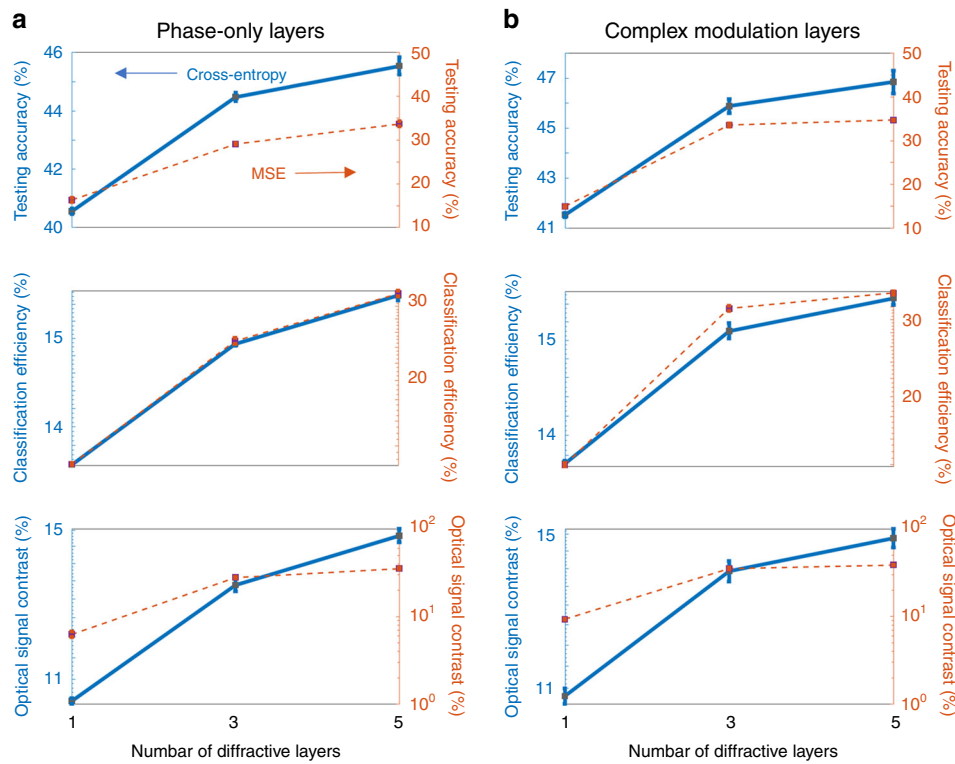 a
Phase-only layers
Testing accuracy (%)
46
44
42
40
Cross-entropy
MSE
50
40
30
20
10
Testing accuracy (%)
Classification efficiency (%)
15
14
30
20
Classification efficiency (%)
Optical signal contrast (%)
15
11
10²
10¹
10⁰
Optical signal contrast (%)
1
3
5
Numbar of diffractive layers
b
Complex modulation layers
Testing accuracy (%)
47
45
43
41
50
40
30
20
10
Testing accuracy (%)
Classification efficiency (%)
15
14
30
20
Classification efficiency (%)
Optical signal contrast (%)
15
11
10²
10¹
10⁰
Optical signal contrast (%)
1
3
5
Number of diffractive layers